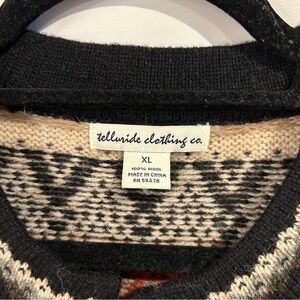 telluride clothing co.
XL
100% WOOL
MADE IN CHINA
RN 59478